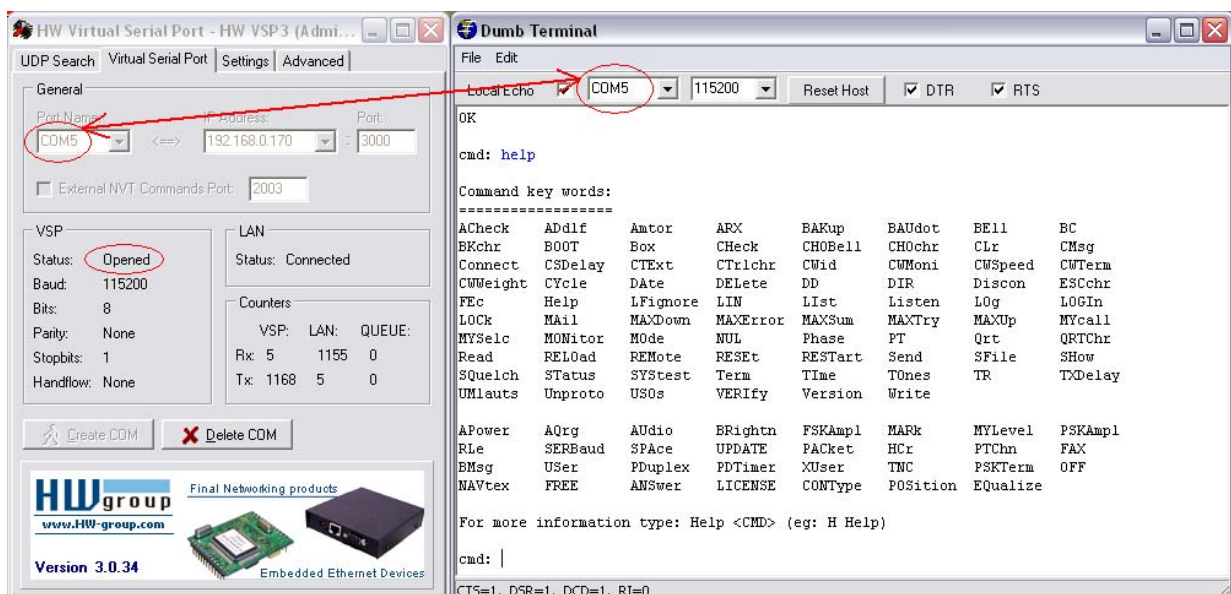 HW Virtual Serial Port - HW VSP3 (Admi...
UDP Search Virtual Serial Port Settings Advanced
General
Port Name: IP Address: Port:
COM5 <==> 192.168.0.170 : 3000
External NVT Commands Port: 2003
VSP
Status: Opened
Baud: 115200
Bits: 8
Parity: None
Stopbits: 1
Handflow: None
LAN
Status: Connected
Counters
VSP: LAN: QUEUE:
Rx: 5 1155 0
Tx: 1168 5 0
Create COM Delete COM
HW group
www.HW-group.com
Version 3.0.34
Final Networking products
Embedded Ethernet Devices
Dumb Terminal
File Edit
Local Echo COM5 115200 Reset Host DTR RTS
OK
cmd: help
Command key words:
==================
ACheck ADdlf Amtor ARX BAKup BAUdot BEll BC
BKchr BOOT Box CHeck CHOBell CHOchr CLr CMsg
Connect CSDelay CText CTrlchr CWid CWMoni CWSpeed CWTerm
CWWeight CYcle DAte DELete DD DIR Discon ESCchr
FEc Help LFignore LIN LIst Listen LOg LOGIn
LOCk MAil MAXDown MAXError MAXSum MAXTry MAXUp MYcall
MYSelc MONitor MOde NUL Phase PT Qrt QRTChr
Read RELOad REMote RESEt RESTart Send SFile SHow
SQuelch STatus SYStest Term TIme TOnes TR TXDelay
UMlauts Unproto USOs VERIfy Version Write
APower AQrg AUdio BRightn FSKAmpl MARk MYLevel PSKAmpl
RLe SERBaud SPAce UPDATE PACket HCr PTChn FAX
BMsg USer PDuplex PDTimer XUser TNC PSKTerm OFF
NAVtex FREE ANSwer LICENSE CONType POSition EQualize
For more information type: Help <CMD> (eg: H Help)
cmd:
CTS=1, DSR=1, DCD=1, RI=0